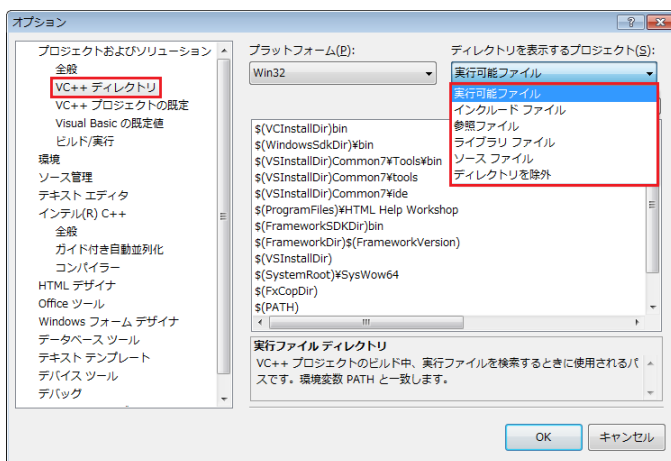 オプション
プロジェクトおよびソリューション
全般
VC++ ディレクトリ
VC++ プロジェクトの既定
Visual Basic の既定値
ビルド/実行
環境
ソース管理
テキスト エディタ
インテル(R) C++
全般
ガイド付き自動並列化
コンパイラー
HTML デザイナ
Office ツール
Windows フォーム デザイナ
データベース ツール
テキスト テンプレート
デバイス ツール
デバッグ
プラットフォーム(P):
Win32
ディレクトリを表示するプロジェクト(S):
実行可能ファイル
実行可能ファイル
インクルード ファイル
参照ファイル
ライブラリ ファイル
ソース ファイル
ディレクトリを除外
$(VCInstallDir)bin
$(WindowsSdkDir)¥bin
$(VSInstallDir)Common7¥Tools¥bin
$(VSInstallDir)Common7¥tools
$(VSInstallDir)Common7¥ide
$(ProgramFiles)¥HTML Help Workshop
$(FrameworkSDKDir)bin
$(FrameworkDir)$(FrameworkVersion)
$(VSInstallDir)
$(SystemRoot)¥SysWow64
$(FxCopDir)
$(PATH)
実行ファイル ディレクトリ
VC++ プロジェクトのビルド中、実行ファイルを検索するときに使用されるパ
スです。環境変数 PATH と一致します。
OK
キャンセル